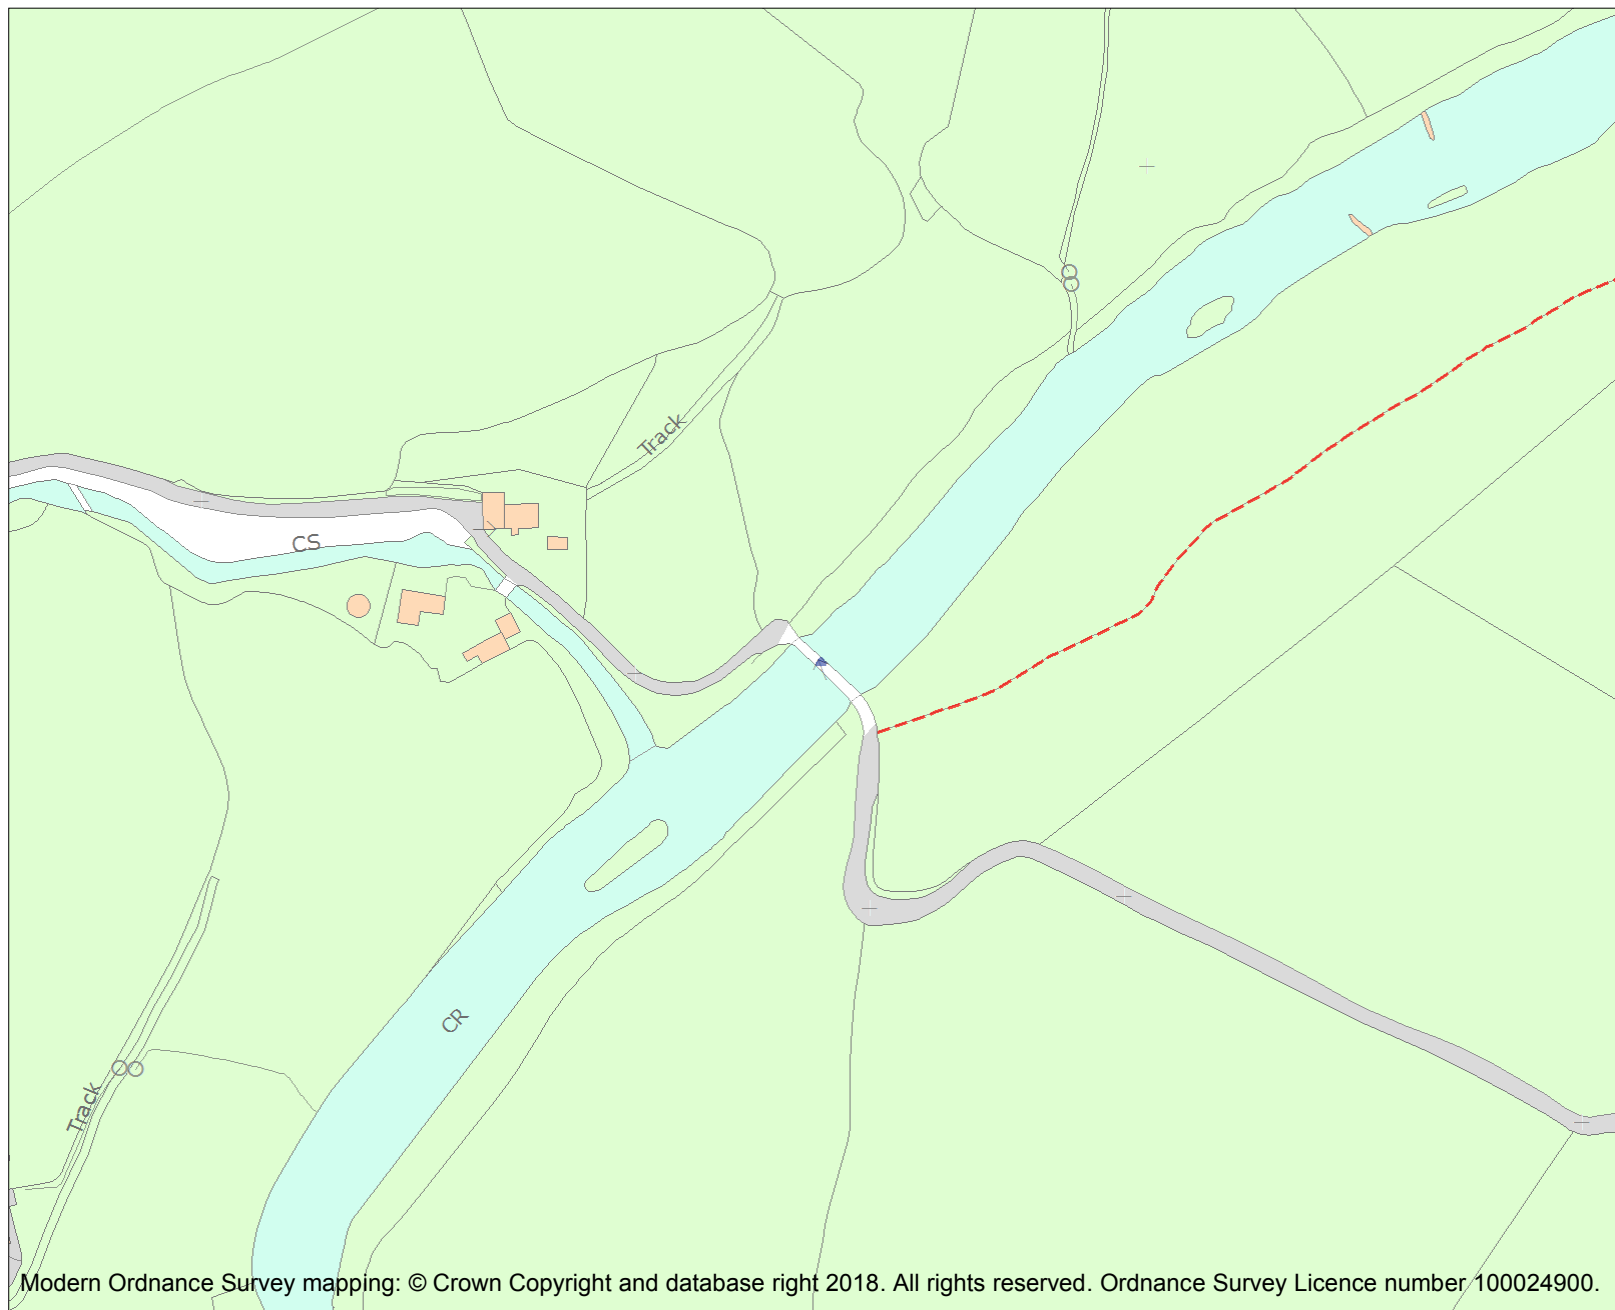 Track
CS
CR
Track
Modern Ordnance Survey mapping: © Crown Copyright and database right 2018. All rights reserved. Ordnance Survey Licence number 100024900.